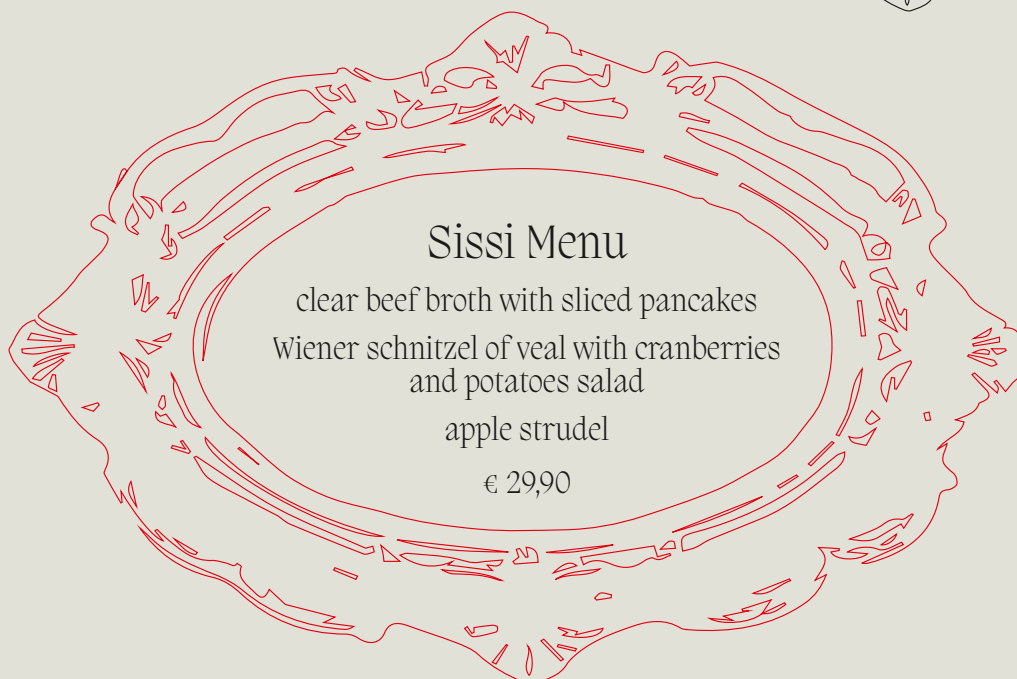 Sissi Menu
clear beef broth with sliced pancakes
Wiener schnitzel of veal with cranberries
and potatoes salad
apple strudel
€ 29,90